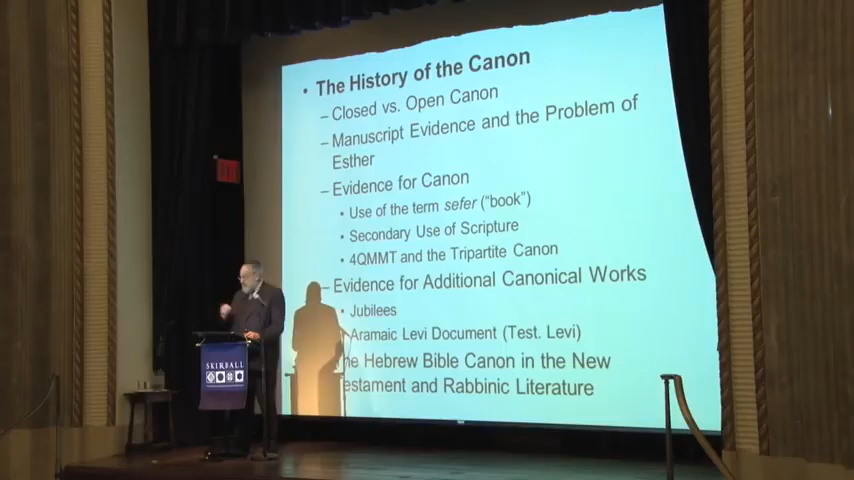 • The History of the Canon
– Closed vs. Open Canon
– Manuscript Evidence and the Problem of
Esther
– Evidence for Canon
• Use of the term sefer ("book")
• Secondary Use of Scripture
• 4QMMT and the Tripartite Canon
– Evidence for Additional Canonical Works
• Jubilees
Aramaic Levi Document (Test. Levi)
he Hebrew Bible Canon in the New
estament and Rabbinic Literature
SKIRBALL